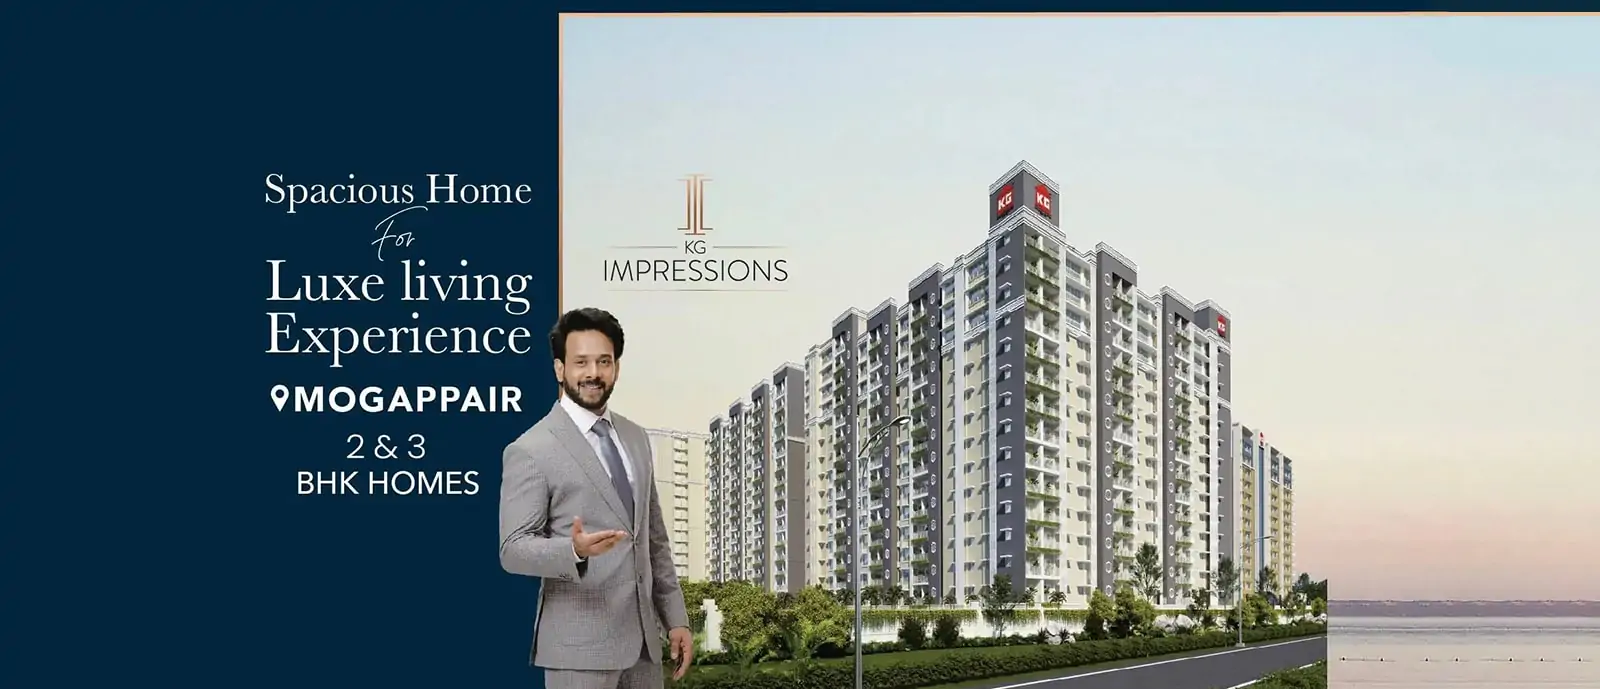 Spacious Home
For
Luxe living
Experience
MOGAPPAIR
2 & 3
BHK HOMES
KG
IMPRESSIONS
KG
KG
KG